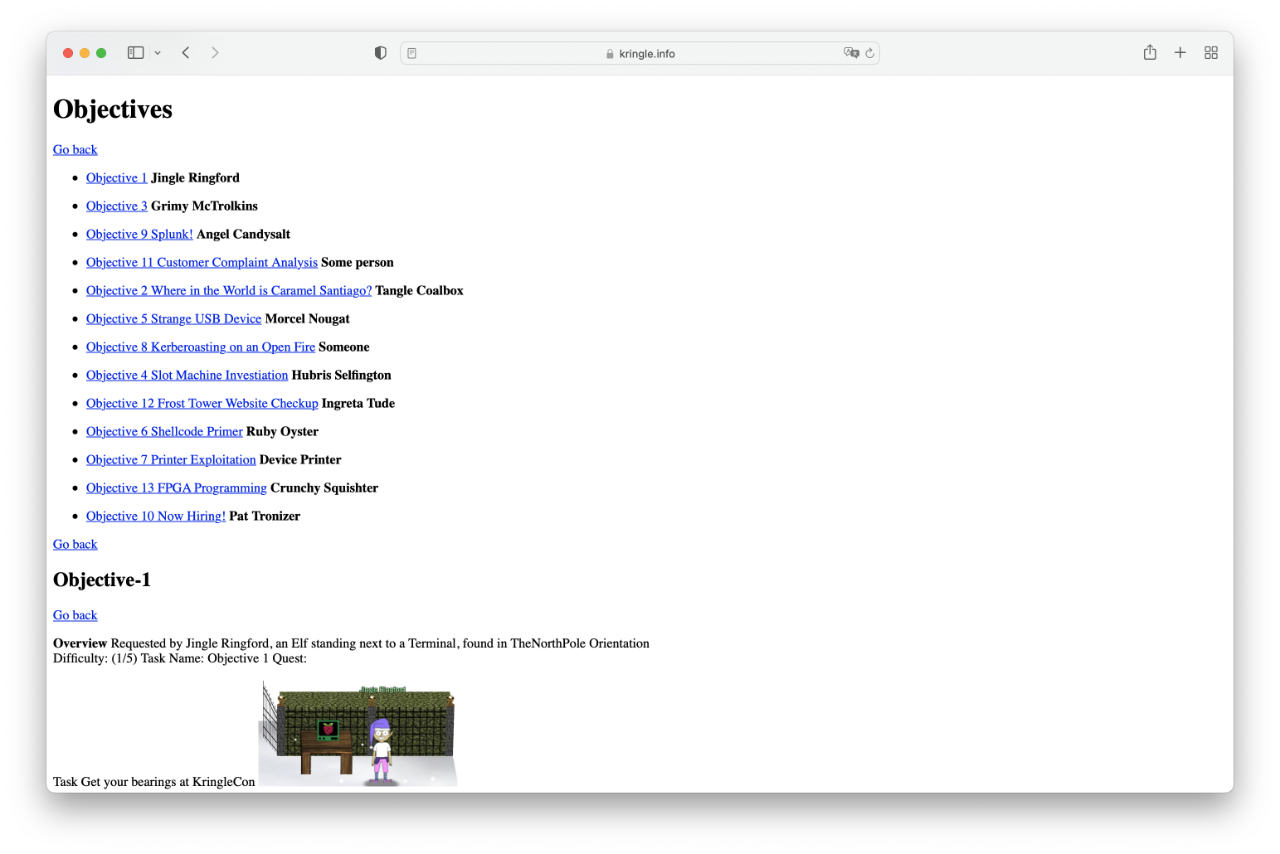 kringle.info
Objectives
Go back
Objective 1 Jingle Ringford
Objective 3 Grimy McTrolkins
Objective 9 Splunk! Angel Candysalt
Objective 11 Customer Complaint Analysis Some person
Objective 2 Where in the World is Caramel Santiago? Tangle Coalbox
Objective 5 Strange USB Device Morcel Nougat
Objective 8 Kerberoasting on an Open Fire Someone
Objective 4 Slot Machine Investiation Hubris Selfington
Objective 12 Frost Tower Website Checkup Ingreta Tude
Objective 6 Shellcode Primer Ruby Oyster
Objective 7 Printer Exploitation Device Printer
Objective 13 FPGA Programming Crunchy Squishter
Objective 10 Now Hiring! Pat Tronizer
Go back
Objective-1
Go back
Overview Requested by Jingle Ringford, an Elf standing next to a Terminal, found in TheNorthPole Orientation
Difficulty: (1/5) Task Name: Objective 1 Quest:
Jingle Ringford
Task Get your bearings at KringleCon